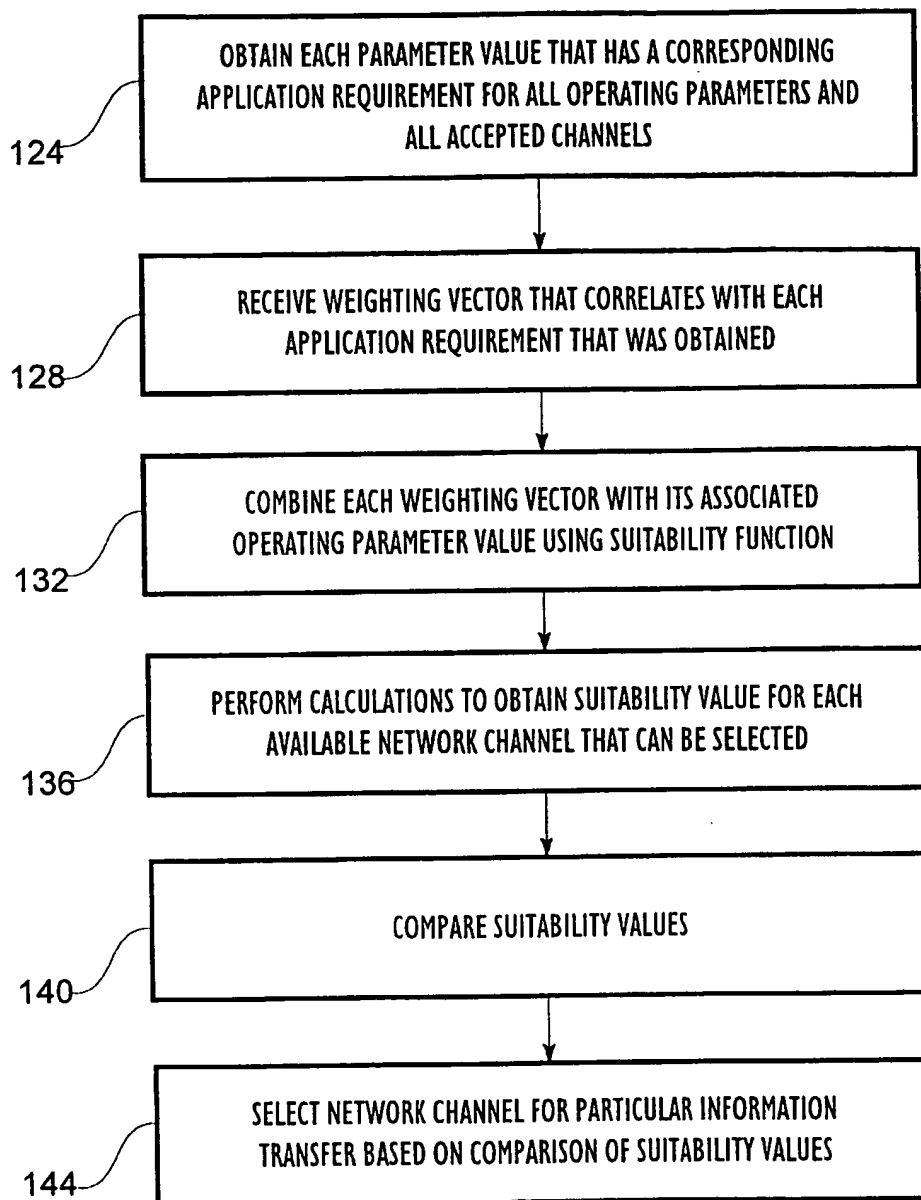 OBTAIN EACH PARAMETER VALUE THAT HAS A CORRESPONDING
APPLICATION REQUIREMENT FOR ALL OPERATING PARAMETERS AND
ALL ACCEPTED CHANNELS
124
RECEIVE WEIGHTING VECTOR THAT CORRELATES WITH EACH
APPLICATION REQUIREMENT THAT WAS OBTAINED
128
COMBINE EACH WEIGHTING VECTOR WITH ITS ASSOCIATED
OPERATING PARAMETER VALUE USING SUITABILITY FUNCTION
132
PERFORM CALCULATIONS TO OBTAIN SUITABILITY VALUE FOR EACH
AVAILABLE NETWORK CHANNEL THAT CAN BE SELECTED
136
COMPARE SUITABILITY VALUES
140
SELECT NETWORK CHANNEL FOR PARTICULAR INFORMATION
TRANSFER BASED ON COMPARISON OF SUITABILITY VALUES
144